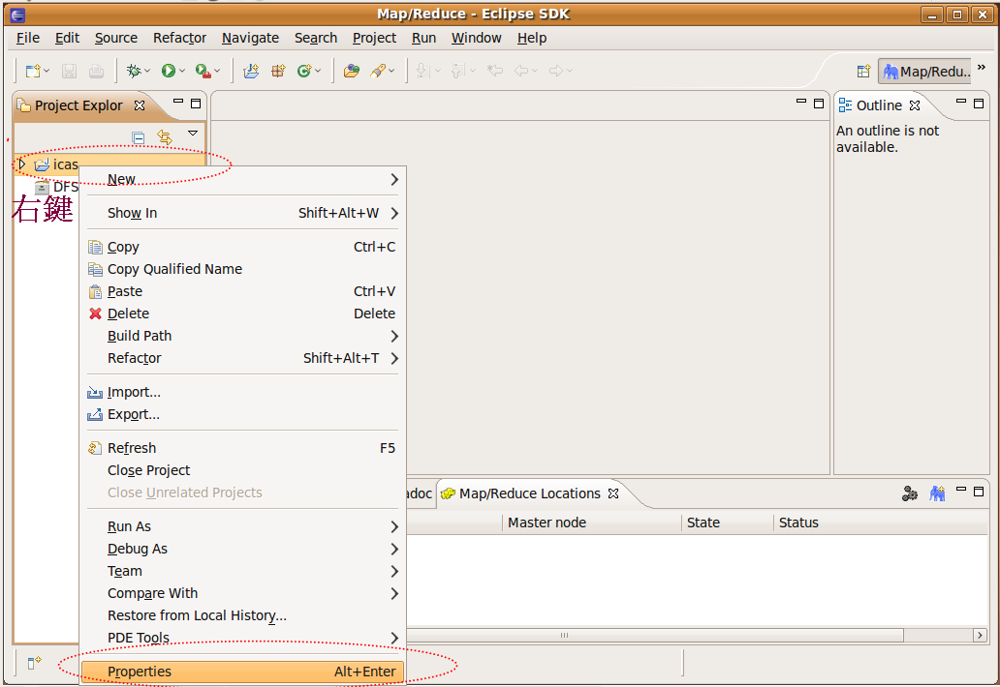 Map/Reduce - Eclipse SDK
File Edit Source Refactor Navigate Search Project Run Window Help
Map/Redu.. »
Project Explor
Outline
An outline is not
available.
icas
DFS
右鍵
New
Show In Shift+Alt+W
Copy Ctrl+C
Copy Qualified Name
Paste Ctrl+V
Delete Delete
Build Path
Refactor Shift+Alt+T
Import...
Export...
Refresh F5
Close Project
Close Unrelated Projects
Run As
Debug As
Team
Compare With
Restore from Local History...
PDE Tools
Properties Alt+Enter
adoc Map/Reduce Locations
Master node State Status